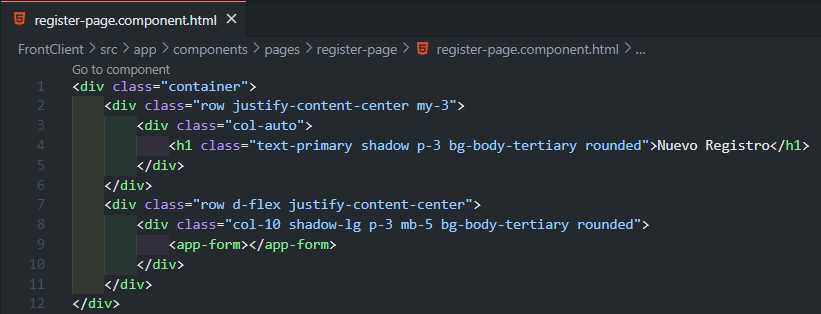 register-page.component.html ×
FrontClient > src > app > components > pages > register-page > register-page.component.html > ...
Go to component
1 <div class="container">
2     <div class="row justify-content-center my-3">
3         <div class="col-auto">
4             <h1 class="text-primary shadow p-3 bg-body-tertiary rounded">Nuevo Registro</h1>
5         </div>
6     </div>
7     <div class="row d-flex justify-content-center">
8         <div class="col-10 shadow-lg p-3 mb-5 bg-body-tertiary rounded">
9             <app-form></app-form>
10         </div>
11     </div>
12 </div>